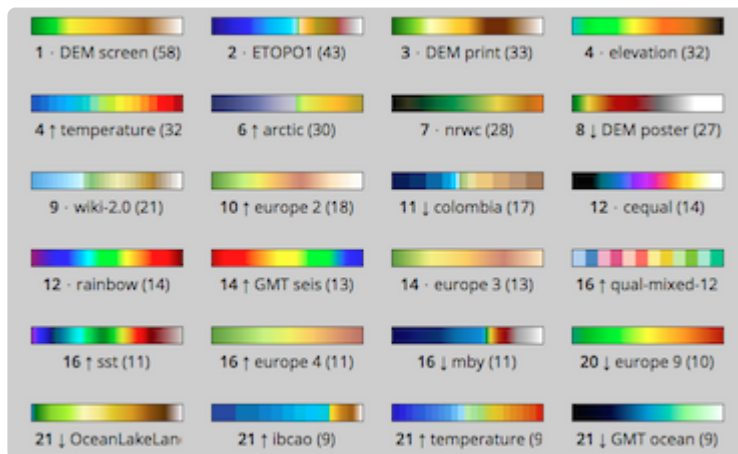 1 · DEM screen (58)
2 · ETOPO1 (43)
3 · DEM print (33)
4 · elevation (32)
4 ↑ temperature (32
6 ↑ arctic (30)
7 · nrwc (28)
8 ↓ DEM poster (27)
9 · wiki-2.0 (21)
10 ↑ europe 2 (18)
11 ↓ colombia (17)
12 · cequal (14)
12 · rainbow (14)
14 ↑ GMT seis (13)
14 · europe 3 (13)
16 ↑ qual-mixed-12
16 ↑ sst (11)
16 ↑ europe 4 (11)
16 ↓ mby (11)
20 ↓ europe 9 (10)
21 ↓ OceanLakeLan
21 ↑ ibcao (9)
21 ↑ temperature (9
21 ↓ GMT ocean (9)